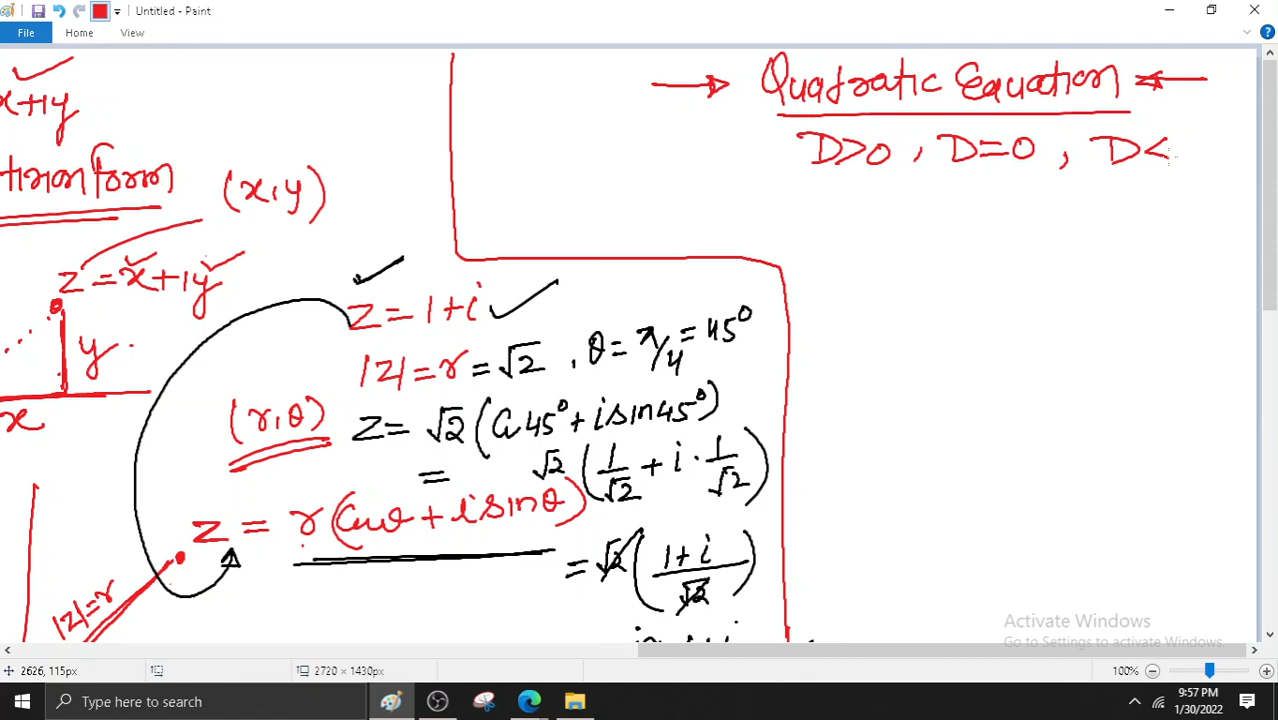 Untitled - Paint
File Home View
x+iy
(x,y)
z = x+iy
y
x
|z|=r
→ Quadratic Equation ←
D>0 , D=0 , D<
z = 1+i
|z| = r = √2 , θ = π/4 = 45°
(r,θ)
z = √2 (Cos45° + i sin45°)
= √2 (1/√2 + i · 1/√2)
z = r(Cosθ + i sinθ)
= √2 (1+i/√2)
Activate Windows
Go to Settings to activate Windows.
2626, 115px
2720 × 1430px
100%
Type here to search
9:57 PM
1/30/2022